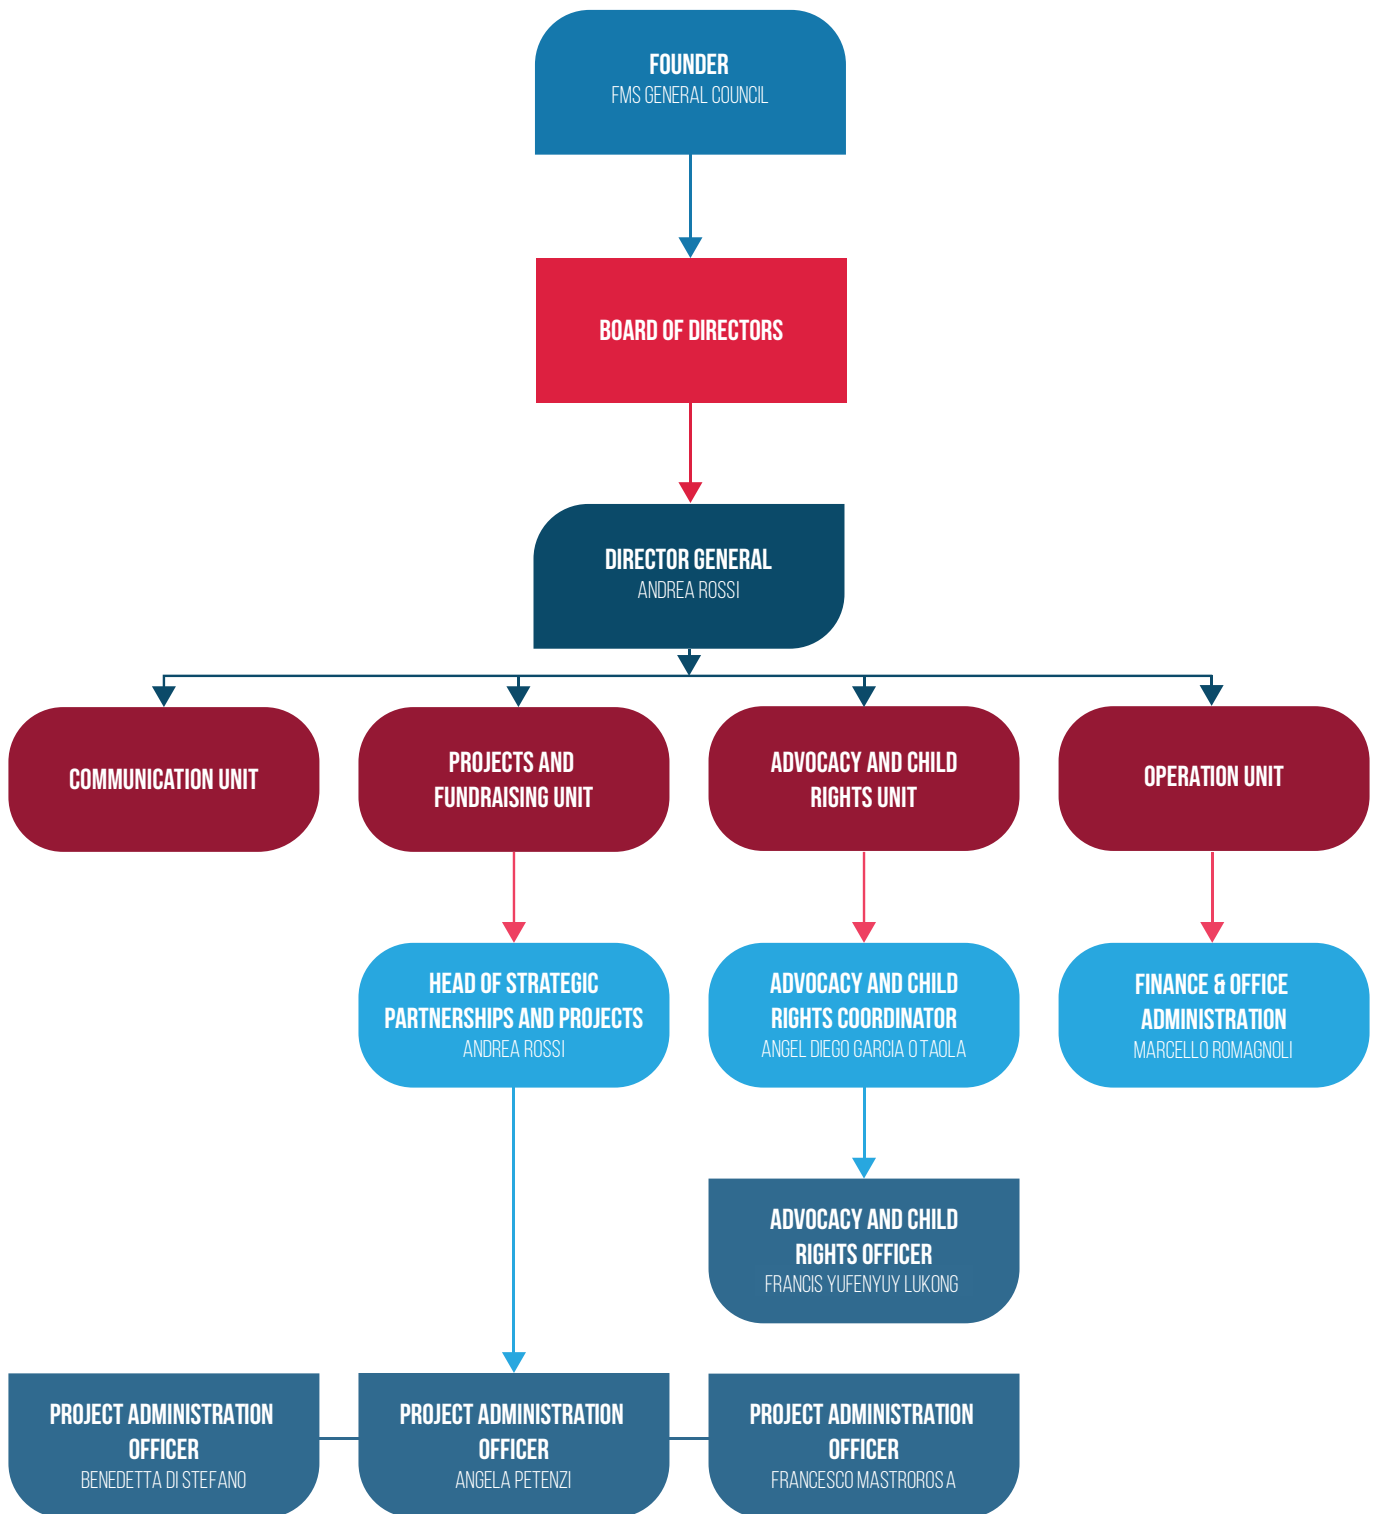 FOUNDER
FMS GENERAL COUNCIL
BOARD OF DIRECTORS
DIRECTOR GENERAL
ANDREA ROSSI
COMMUNICATION UNIT
PROJECTS AND
FUNDRAISING UNIT
ADVOCACY AND CHILD
RIGHTS UNIT
OPERATION UNIT
HEAD OF STRATEGIC
PARTNERSHIPS AND PROJECTS
ANDREA ROSSI
ADVOCACY AND CHILD
RIGHTS COORDINATOR
ANGEL DIEGO GARCIA OTAOLA
FINANCE & OFFICE
ADMINISTRATION
MARCELLO ROMAGNOLI
ADVOCACY AND CHILD
RIGHTS OFFICER
FRANCIS YUFENYUY LUKONG
PROJECT ADMINISTRATION
OFFICER
BENEDETTA DI STEFANO
PROJECT ADMINISTRATION
OFFICER
ANGELA PETENZI
PROJECT ADMINISTRATION
OFFICER
FRANCESCO MASTROROSA